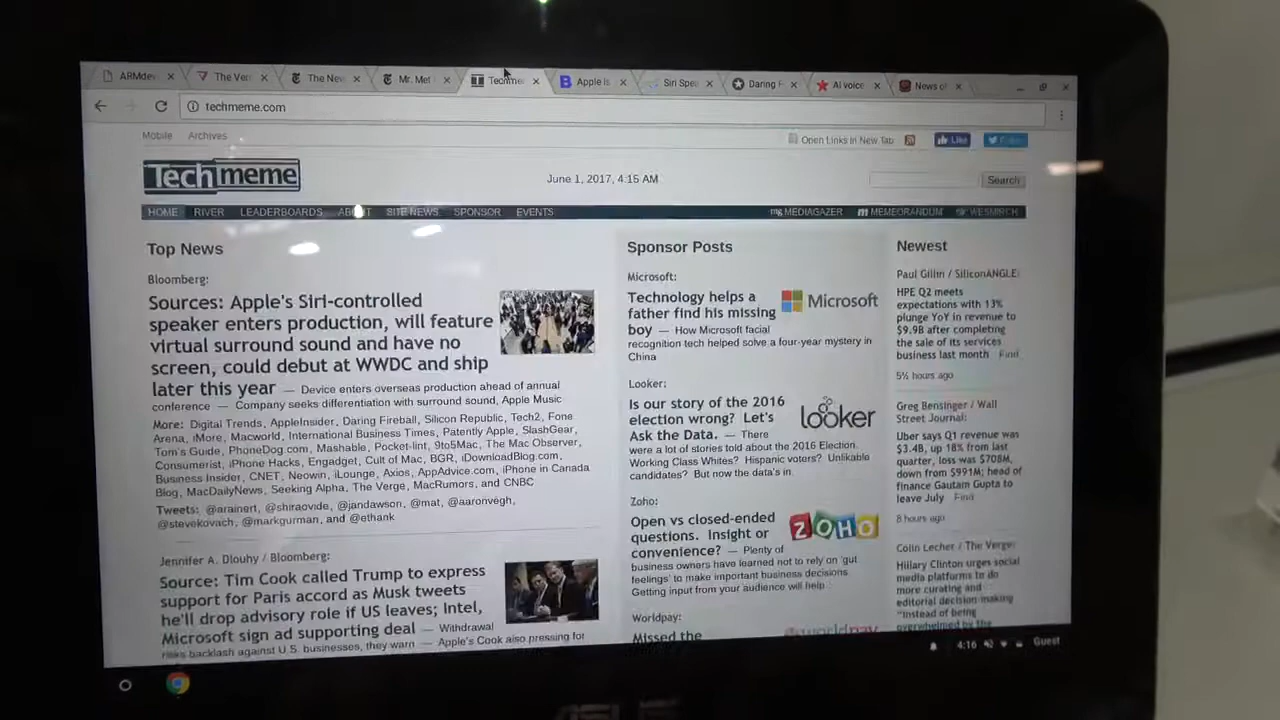 ARMdev
The Ver
The New
Mr. Met
Techme
Apple is
Siri Spe
Daring F
AI voice
News of
techmeme.com
Mobile Archives
Open Links In New Tab
Like
Techmeme
June 1, 2017, 4:15 AM
Search
HOME RIVER LEADERBOARDS ABOUT SITE NEWS SPONSOR EVENTS
mg MEDIAGAZER m MEMEORANDUM WESMIRCH
Top News
Bloomberg:
Sources: Apple's Siri-controlled
speaker enters production, will feature
virtual surround sound and have no
screen, could debut at WWDC and ship
later this year — Device enters overseas production ahead of annual
conference — Company seeks differentiation with surround sound, Apple Music
More: Digital Trends, AppleInsider, Daring Fireball, Silicon Republic, Tech2, Fone
Arena, iMore, Macworld, International Business Times, Patently Apple, SlashGear,
Tom's Guide, PhoneDog.com, Mashable, Pocket-lint, 9to5Mac, The Mac Observer,
Consumerist, iPhone Hacks, Engadget, Cult of Mac, BGR, iDownloadBlog.com,
Business Insider, CNET, Neowin, iLounge, Axios, AppAdvice.com, iPhone in Canada
Blog, MacDailyNews, Seeking Alpha, The Verge, MacRumors, and CNBC
Tweets: @arainert, @shiraovide, @jandawson, @mat, @aaronvegh,
@stevekovach, @markgurman, and @ethank
Jennifer A. Dlouhy / Bloomberg:
Source: Tim Cook called Trump to express
support for Paris accord as Musk tweets
he'll drop advisory role if US leaves; Intel,
Microsoft sign ad supporting deal — Withdrawal
risks backlash against U.S. businesses, they warn — Apple's Cook also pressing for
Sponsor Posts
Microsoft:
Technology helps a
father find his missing
boy — How Microsoft facial
recognition tech helped solve a four-year mystery in
China
Microsoft
Looker:
Is our story of the 2016
election wrong? Let's
Ask the Data. — There
were a lot of stories told about the 2016 Election.
Working Class Whites? Hispanic voters? Unlikable
candidates? But now the data's in.
looker
Zoho:
Open vs closed-ended
questions. Insight or
convenience? — Plenty of
business owners have learned not to rely on 'gut
feelings' to make important business decisions
Getting input from your audience will help
ZOHO
Worldpay:
Missed the
worldpay
Newest
Paul Gillin / SiliconANGLE:
HPE Q2 meets
expectations with 13%
plunge YoY in revenue to
$9.9B after completing
the sale of its services
business last month Find
5½ hours ago
Greg Bensinger / Wall
Street Journal:
Uber says Q1 revenue was
$3.4B, up 18% from last
quarter, loss was $708M,
down from $991M; head of
finance Gautam Gupta to
leave July Find
8 hours ago
Colin Lecher / The Verge:
Hillary Clinton urges social
media platforms to do
more curating and
editorial decision making
"instead of being
overwhelmed by the
4:16 Guest
ASUS